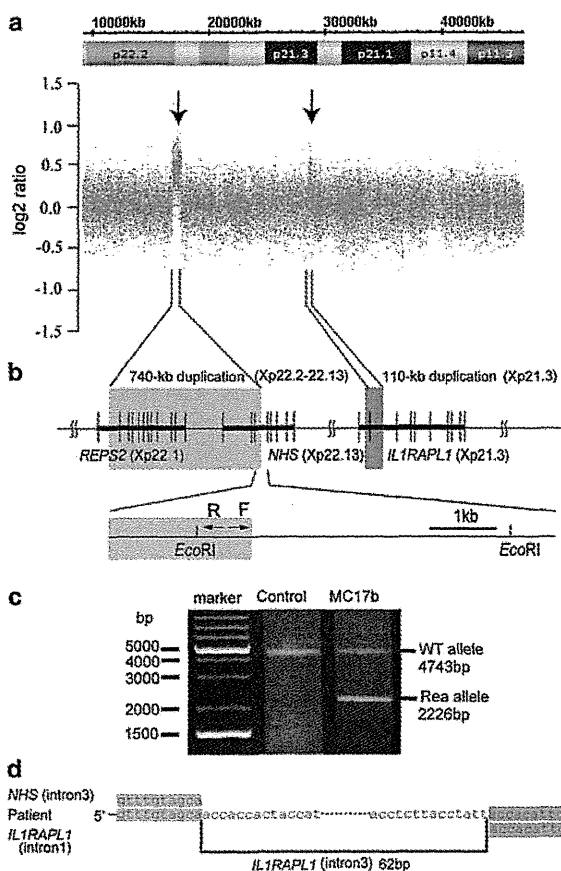 a
10000kb 20000kb 30000kb 40000kb
p22.2 p21.3 p21.1 p11.4 p11.3
1.5
1.0
0.5
0.0
-0.5
-1.0
-1.5
log2 ratio
b
740-kb duplication (Xp22.2-22.13) 110-kb duplication (Xp21.3)
REPS2 (Xp22.1) NHS (Xp22.13) IL1RAPL1 (Xp21.3)
R F 1kb
EcoRI EcoRI
c
bp marker Control MC17b
5000
4000
3000
2000
1500
WT allele
4743bp
Rea allele
2226bp
d
NHS (intron3)
Patient 5'- accaccactaccat acctcttacctatt
IL1RAPL1
(intron1)
IL1RAPL1 (intron3) 62bp